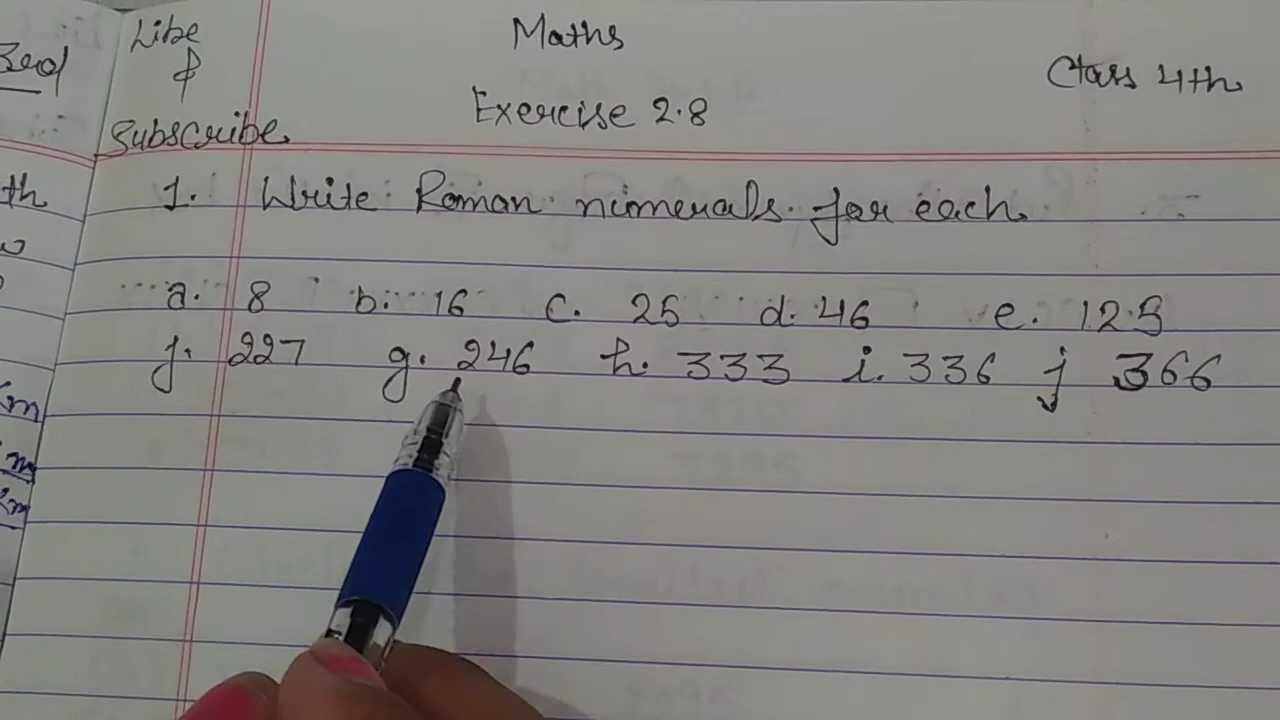 Like
&
Subscribe
Maths
Exercise 2.8
Class 4th
1. Write Roman numerals for each.
a. 8 b. 16 c. 25 d. 46 e. 125
f. 227 g. 246 h. 333 i. 336 j 366
th
m
m